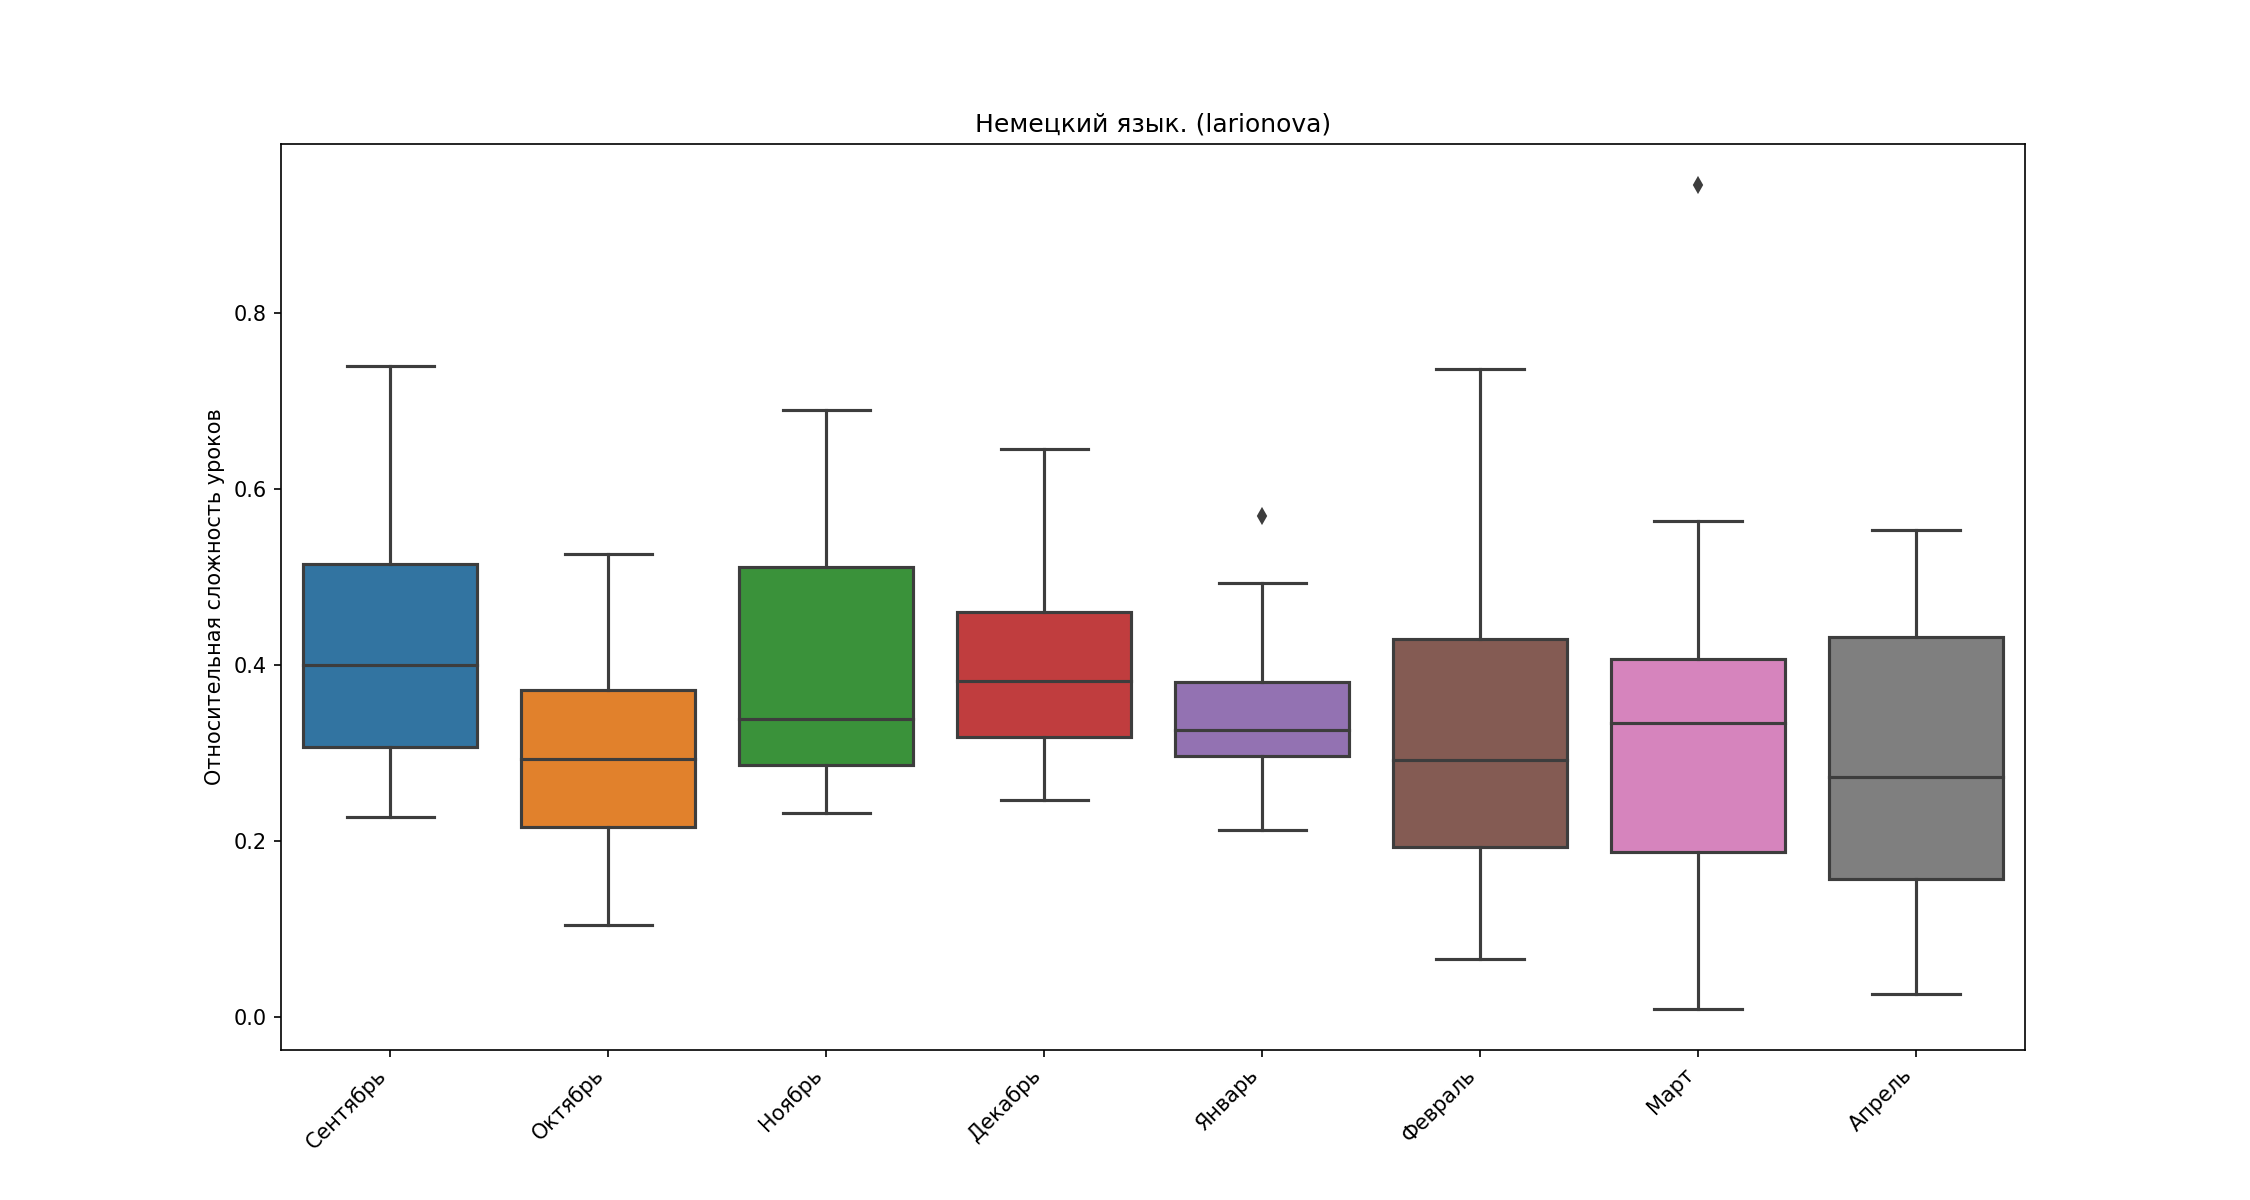 Немецкий язык. (larionova)
Относительная сложность уроков
0.8
0.6
0.4
0.2
0.0
Сентябрь
Октябрь
Ноябрь
Декабрь
Январь
Февраль
Март
Апрель